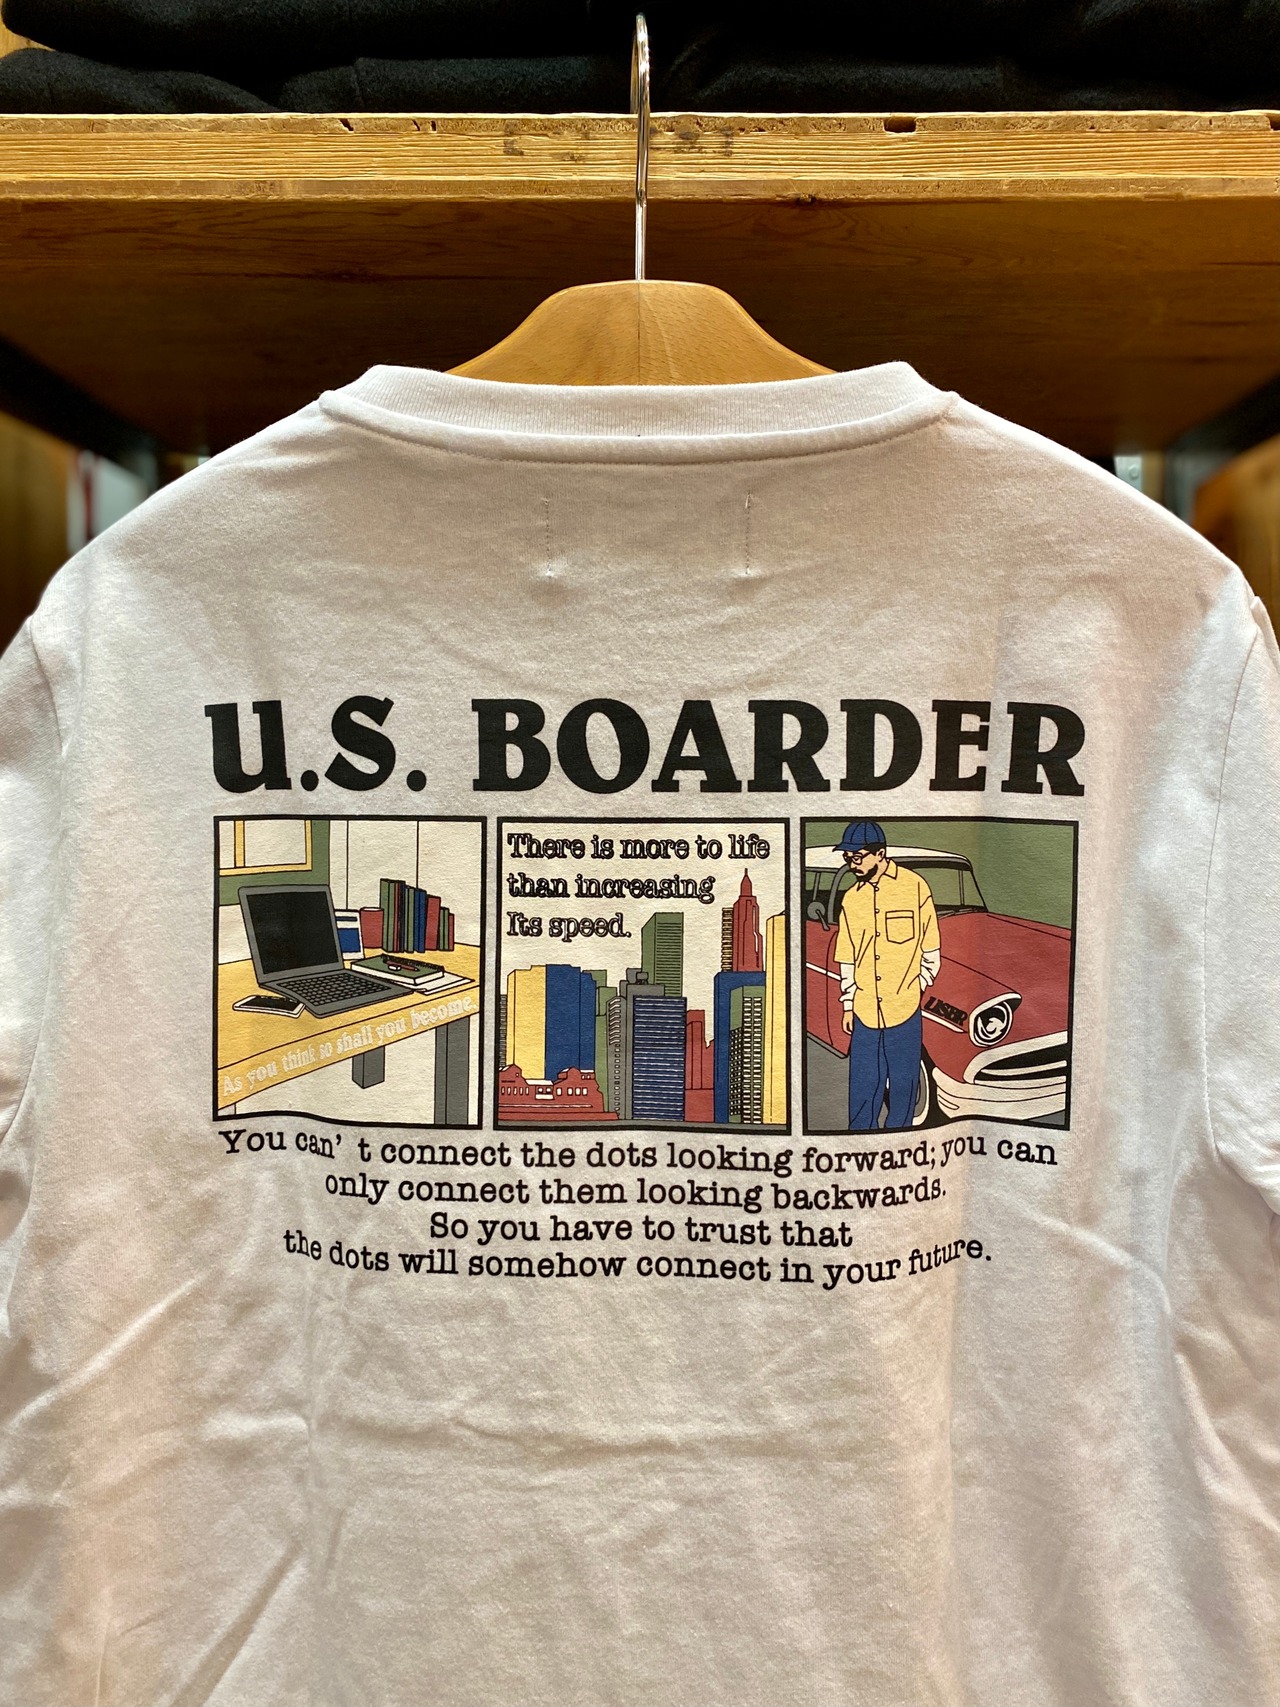 U.S. BOARDER
As you think so shall you become.
There is more to life
than increasing
Its speed.
USBR
You can't connect the dots looking forward; you can
only connect them looking backwards.
So you have to trust that
the dots will somehow connect in your future.